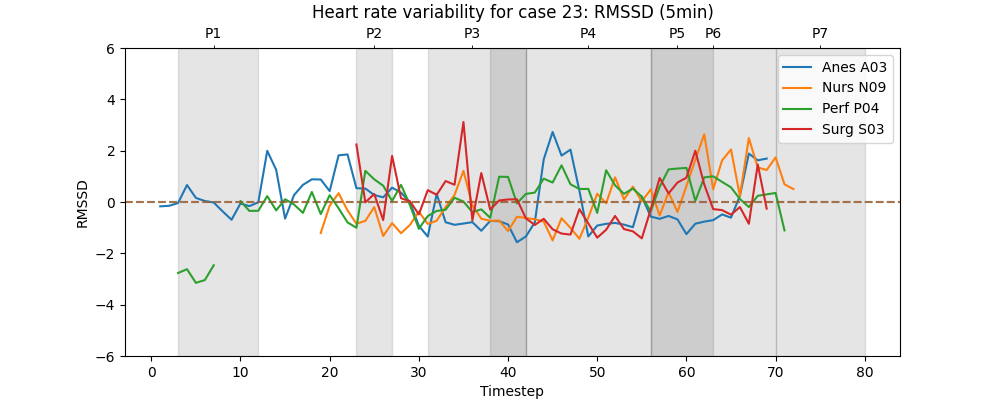 Heart rate variability for case 23: RMSSD (5min)
P1 P2 P3 P4 P5 P6 P7
6
4
2
0
−2
−4
−6
RMSSD
Anes A03
Nurs N09
Perf P04
Surg S03
0 10 20 30 40 50 60 70 80
Timestep